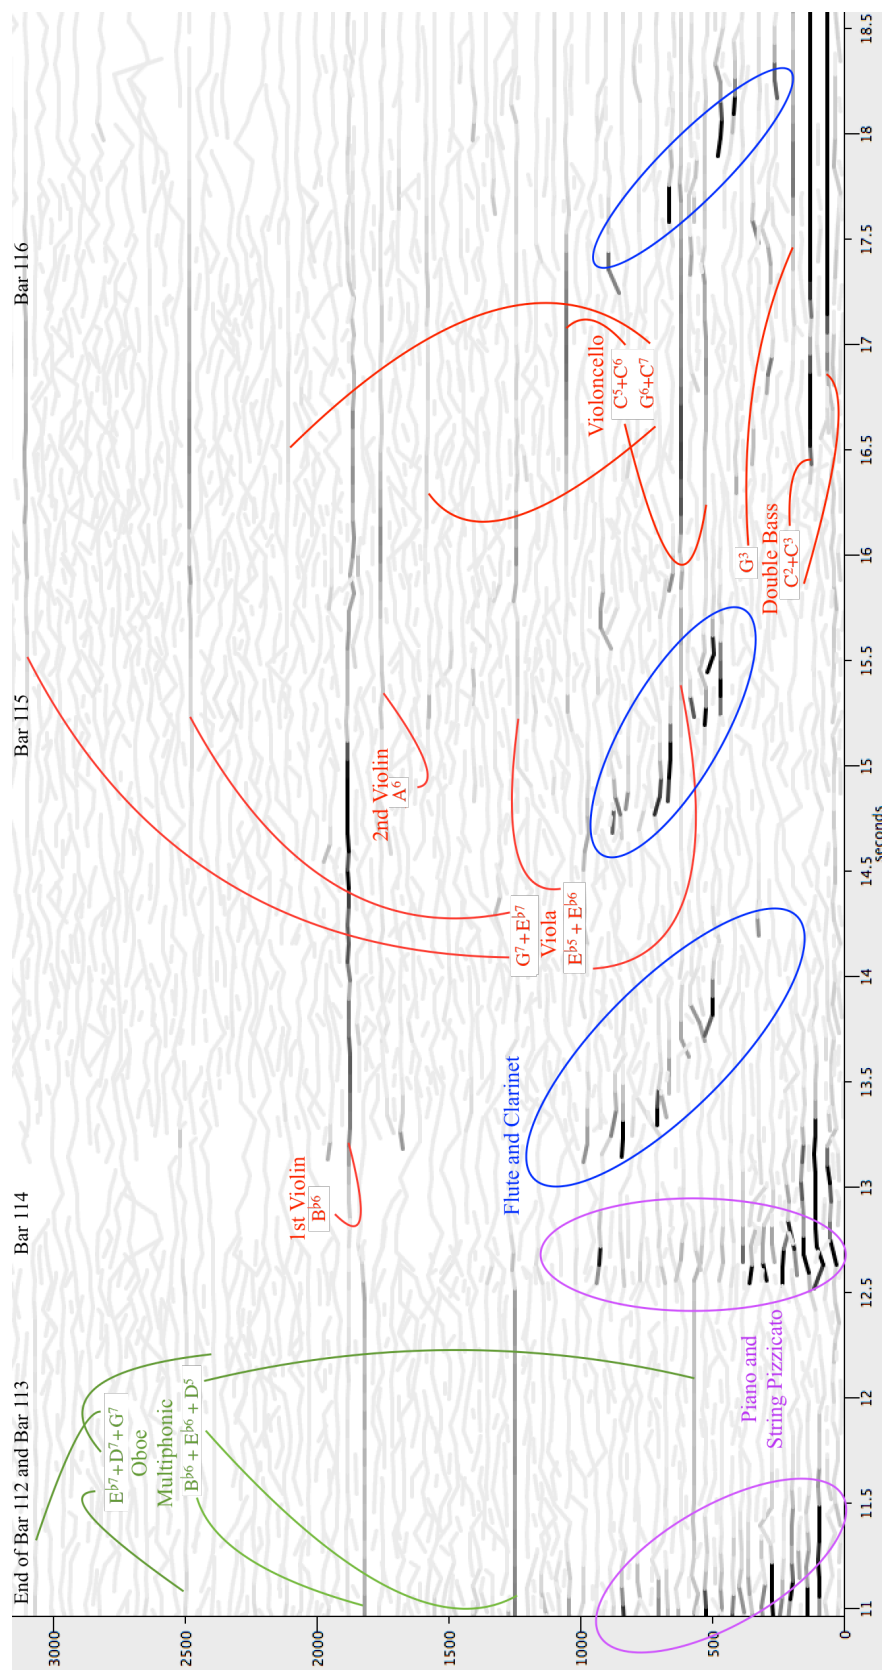 End of Bar 112 and Bar 113
Bar 114
Bar 115
Bar 116
E♭7+D7+G7
Oboe
Multiphonic
B♭6 + E♭6 + D5
1st Violin
B♭6
2nd Violin
A6
G7+E♭7
Viola
E♭5 + E♭6
Violoncello
C5+C6
G6+C7
G3
Double Bass
C2+C3
Flute and Clarinet
Piano and
String Pizzicato
3000
2500
2000
1500
1000
500
0
11
11.5
12
12.5
13
13.5
14
14.5
15
15.5
16
16.5
17
17.5
18
18.5
seconds